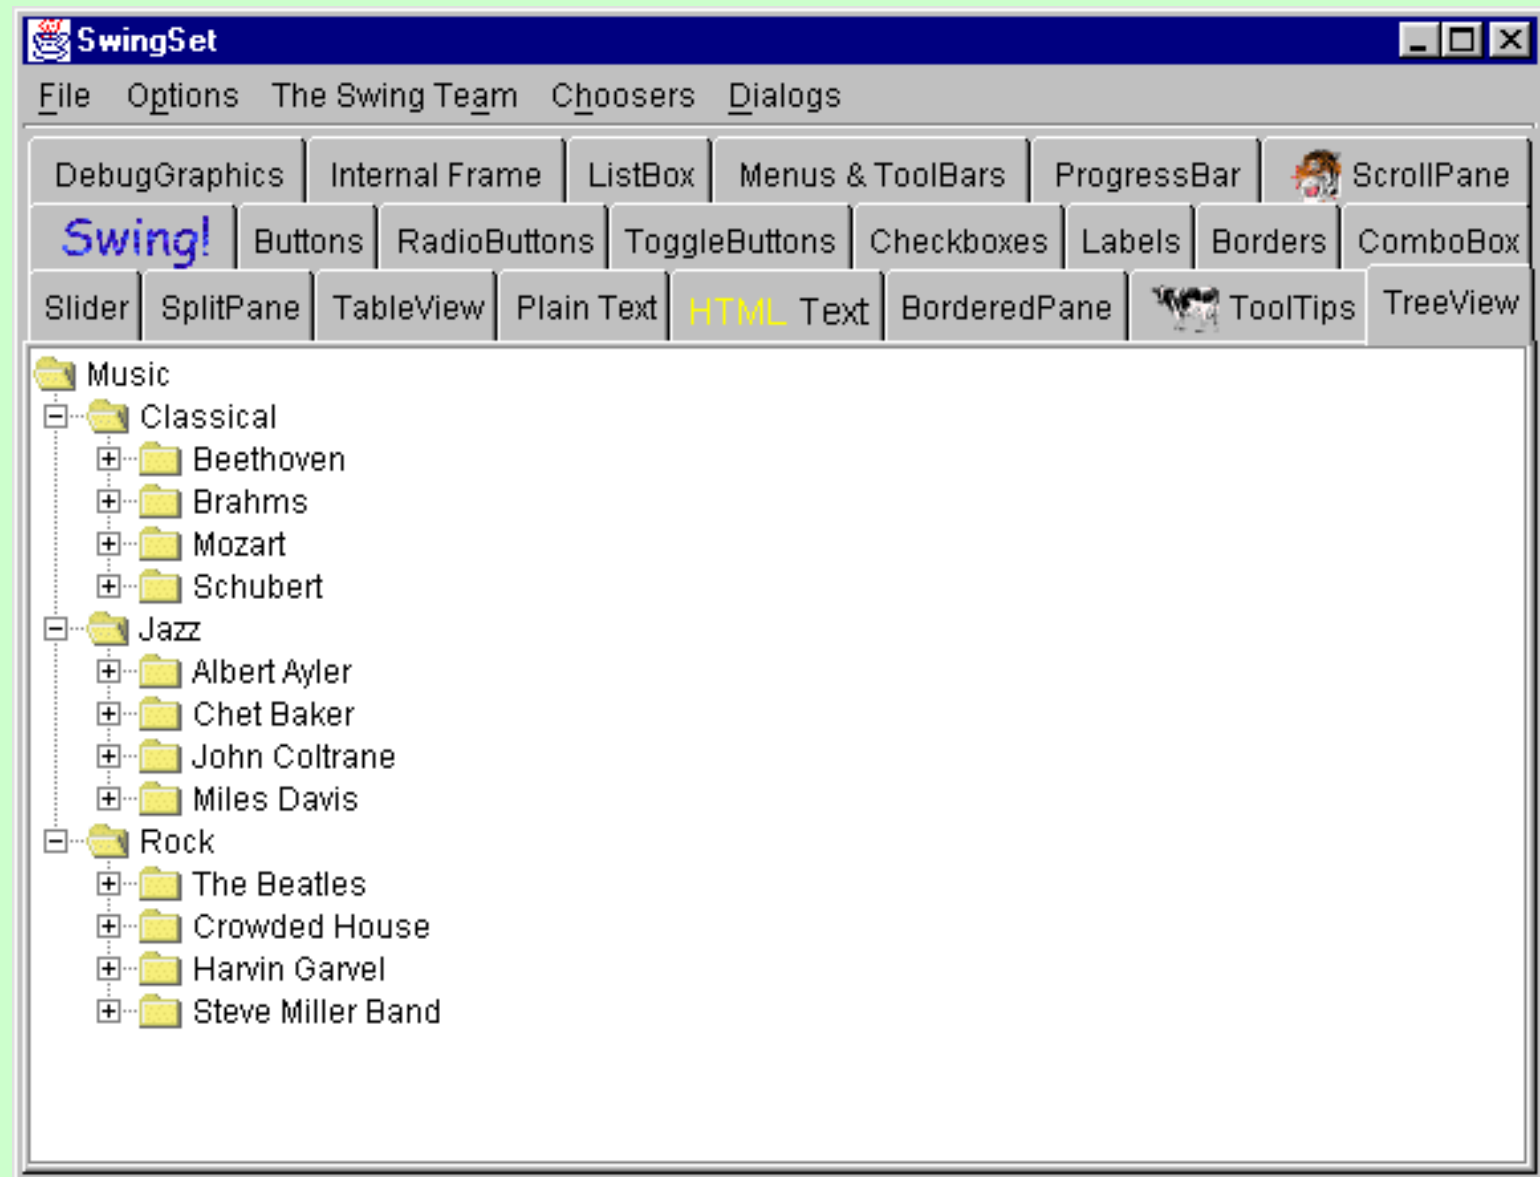 SwingSet
File Options The Swing Team Choosers Dialogs
DebugGraphics Internal Frame ListBox Menus & ToolBars ProgressBar ScrollPane
Swing! Buttons RadioButtons ToggleButtons Checkboxes Labels Borders ComboBox
Slider SplitPane TableView Plain Text HTML Text BorderedPane ToolTips TreeView
Music
Classical
Beethoven
Brahms
Mozart
Schubert
Jazz
Albert Ayler
Chet Baker
John Coltrane
Miles Davis
Rock
The Beatles
Crowded House
Harvin Garvel
Steve Miller Band